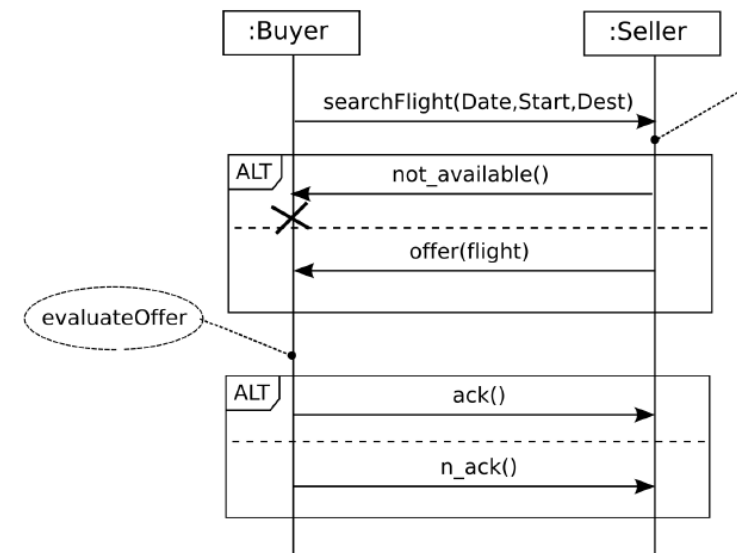 :Buyer
:Seller
searchFlight(Date,Start,Dest)
ALT
not_available()
offer(flight)
evaluateOffer
ALT
ack()
n_ack()